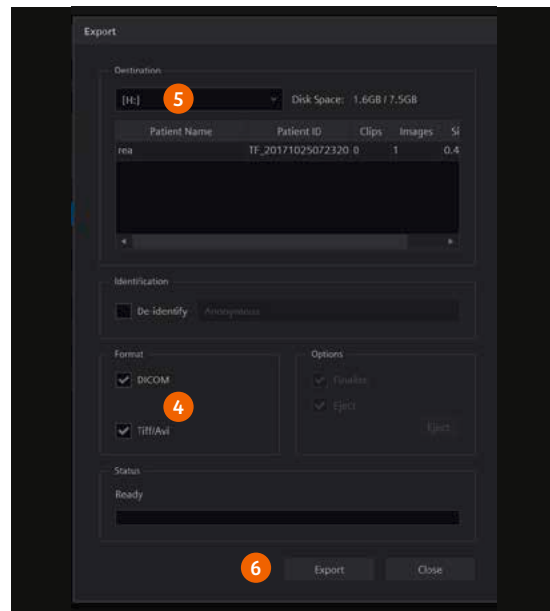 Export
Destination
[H:] 5 Disk Space: 1.6GB / 7.5GB
Patient Name Patient ID Clips Images Si
rea TF_20171025072320 0 1 0.4
Identification
De-identify Anonymous
Format
Options
DICOM
Finalize
4
Eject
Tiff/Avi
Eject
Status
Ready
6 Export Close